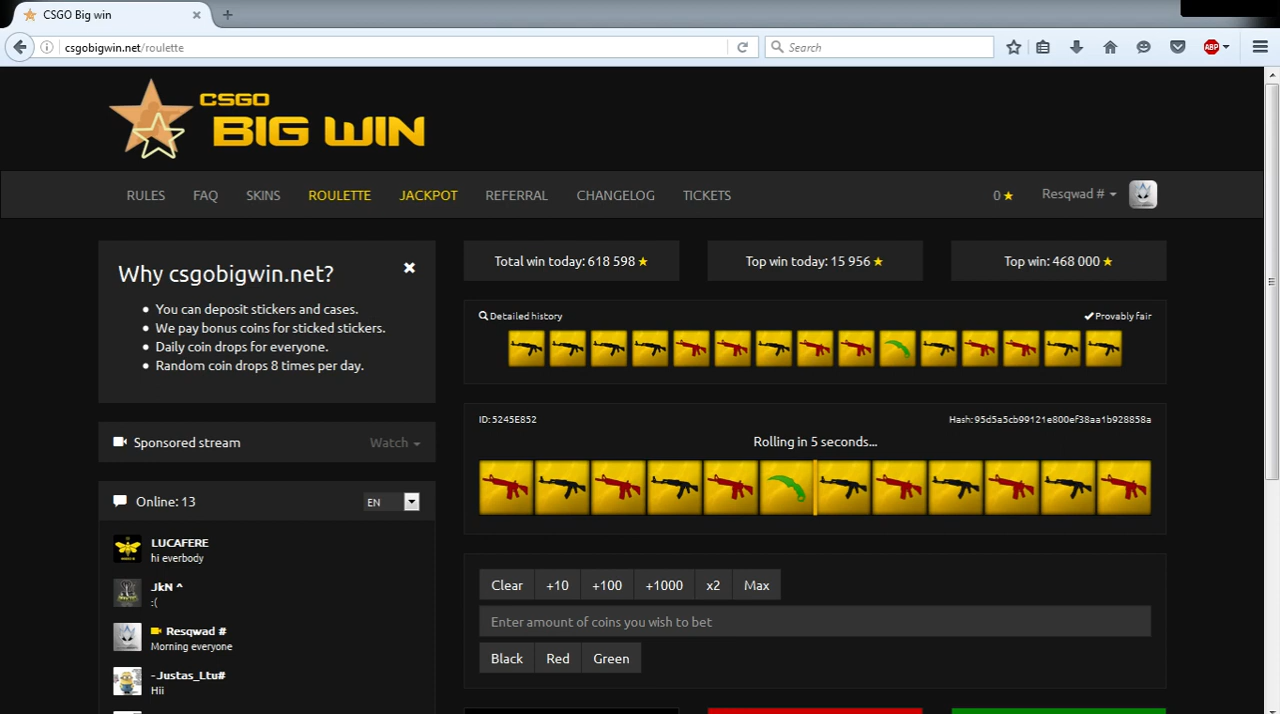 CSGO Big win
csgobigwin.net/roulette
Search
ABP
CSGO
BIG WIN
RULES FAQ SKINS ROULETTE JACKPOT REFERRAL CHANGELOG TICKETS 0 Resqwad #
Why csgobigwin.net?
You can deposit stickers and cases.
We pay bonus coins for sticked stickers.
Daily coin drops for everyone.
Random coin drops 8 times per day.
Sponsored stream Watch
Online: 13 EN
LUCAFERE
hi everbody
JkN ^
:(
Resqwad #
Morning everyone
-Justas_Ltu#
Hii
Total win today: 618 598
Top win today: 15 956
Top win: 468 000
Detailed history Provably fair
ID: 5245E852 Hash: 95d5a5cb99121e800ef38aa1b928858a
Rolling in 5 seconds...
Clear +10 +100 +1000 x2 Max
Enter amount of coins you wish to bet
Black Red Green